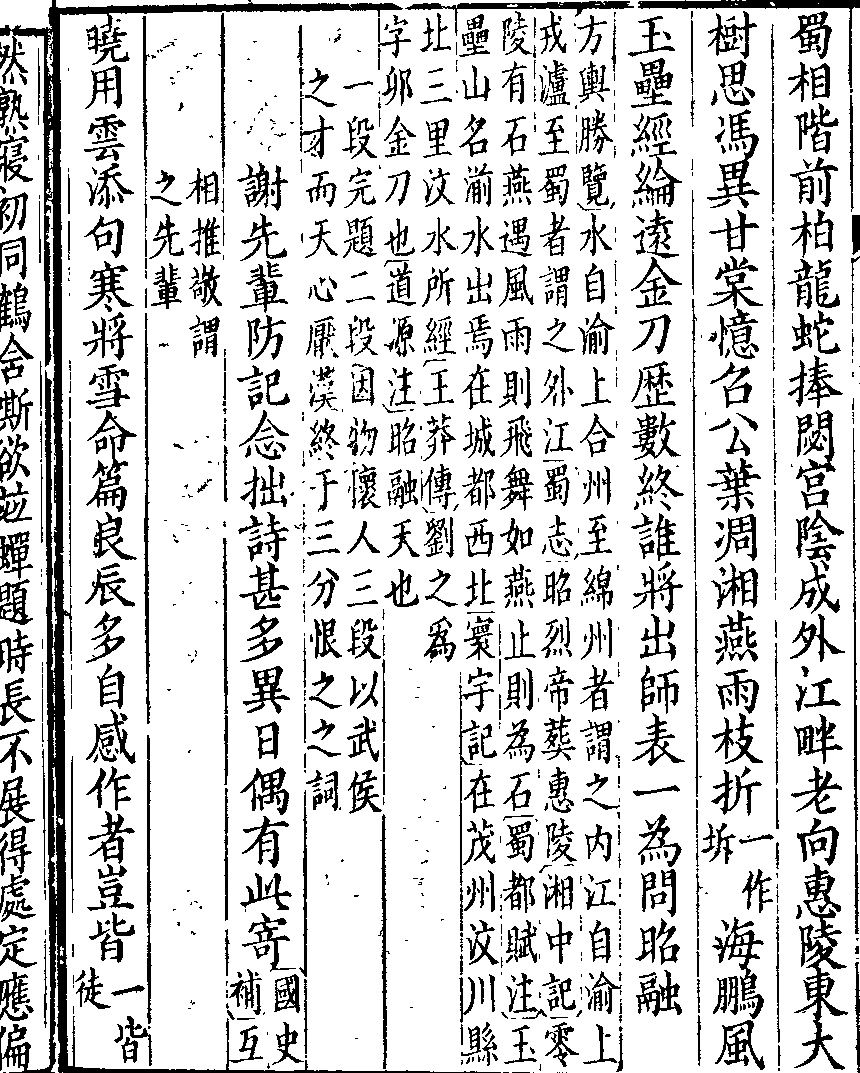 蜀相階前柏龍蛇捧閟宫陰成外江畔老向惠陵東大
樹思馮異甘棠憶召公葉凋湘燕雨枝折一作坼海鵬風
玉壘經綸遠金刀歴數終誰將出師表一為問昭融
方輿勝覽水自渝上合州至綿州者謂之内江自渝上
戎瀘至蜀者謂之外江蜀志昭烈帝葬惠陵湘中記零
陵有石燕遇風雨則飛舞如燕止則為石蜀都賦注玉
壘山名湔水出焉在城都西北寰宇記在茂州汶川縣
北三里汶水所經王莽傳劉之為
字卯金刀也道源注昭融天也
一段完題二段因物懷人三段以武侯
之才而天心厭漢終于三分恨之之詞
謝先輩防記念拙詩甚多異日偶有此寄國史補互
相推敬謂
之先輩
曉用雲添句寒將雪命篇良辰多自感作者豈皆一皆徒
然熟寢初同鶴含嘶欲並蟬題時長不展得處定應偏